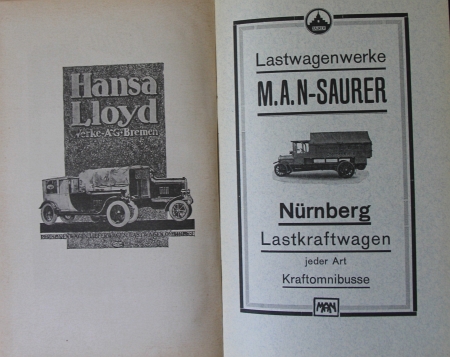 Hansa
Lloyd
Werke-A.G-Bremen
Lastwagenwerke
M.A.N-SAURER
Nürnberg
Lastkraftwagen
jeder Art
Kraftomnibusse
MAN